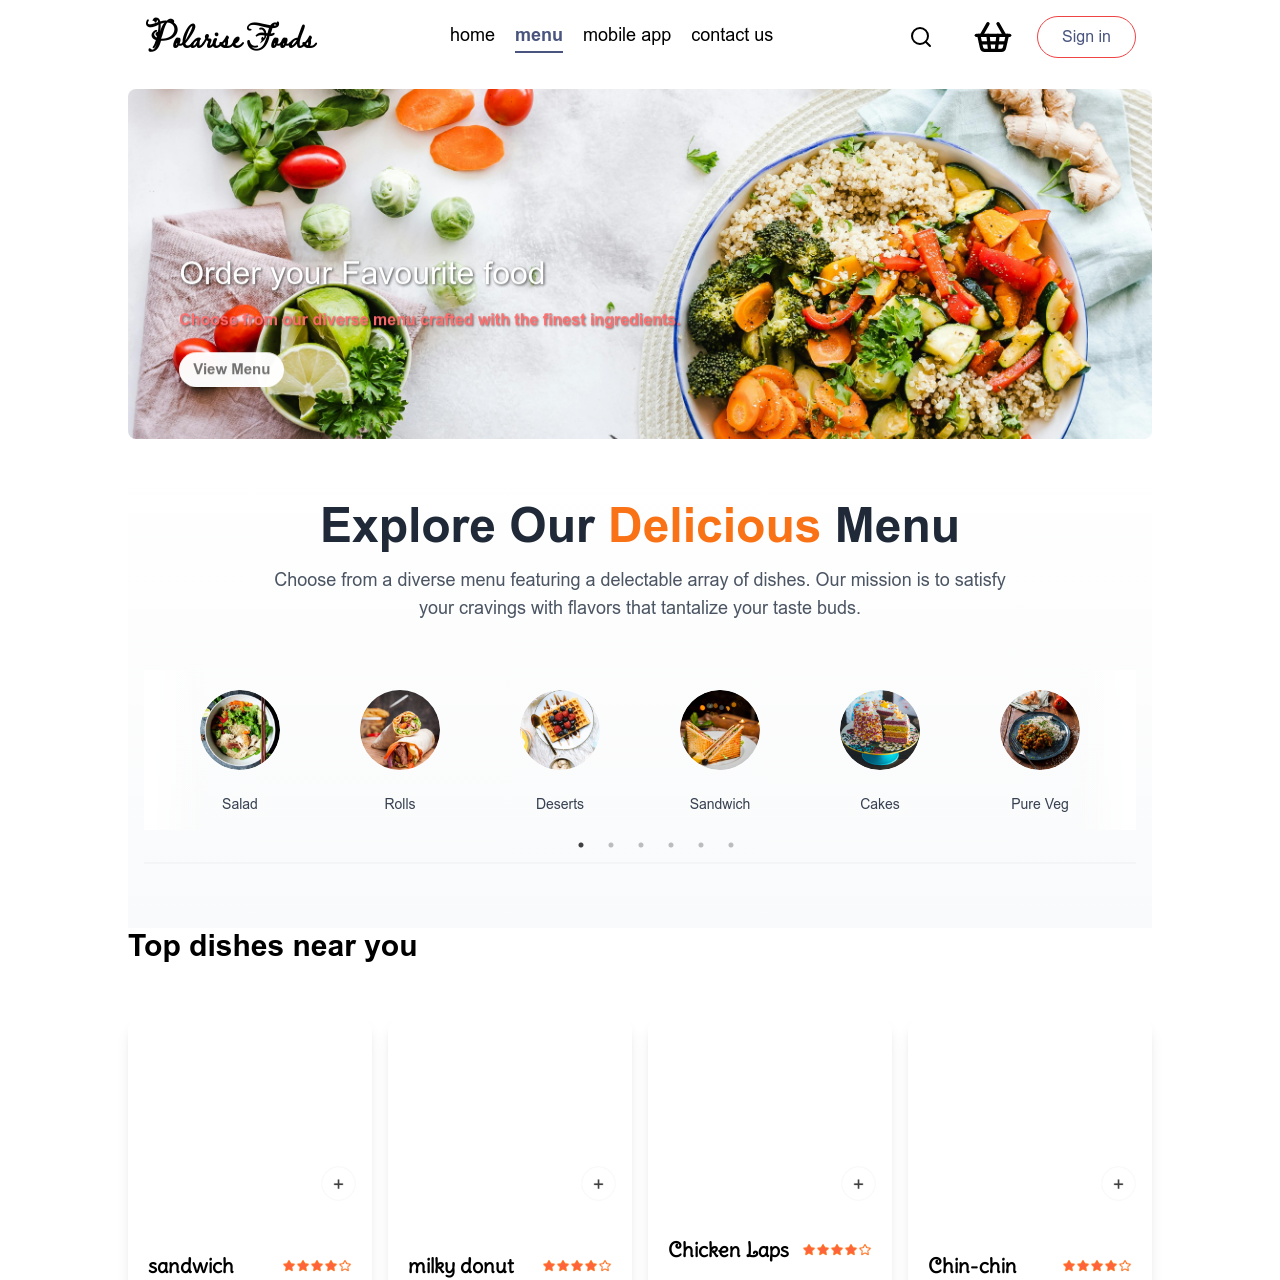 Polarise Foods
home menu mobile app contact us
Sign in
Order your Favourite food
Choose from our diverse menu crafted with the finest ingredients.
View Menu
Explore Our Delicious Menu
Choose from a diverse menu featuring a delectable array of dishes. Our mission is to satisfy
your cravings with flavors that tantalize your taste buds.
Salad Rolls Deserts Sandwich Cakes Pure Veg
Top dishes near you
+ + + +
sandwich milky donut Chicken Laps Chin-chin